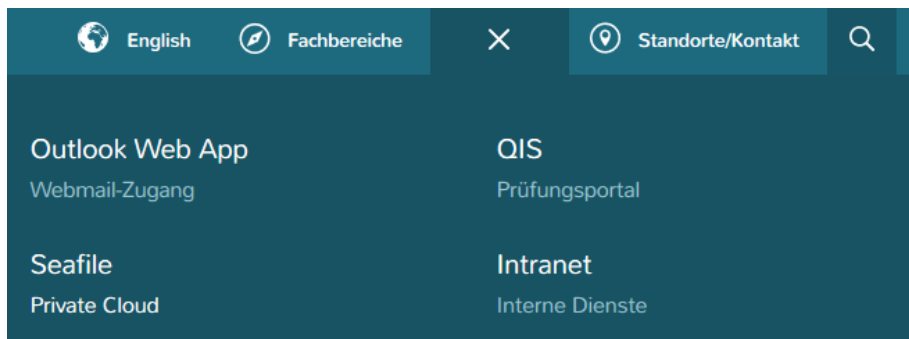 English Fachbereiche Standorte/Kontakt
Outlook Web App QIS
Webmail-Zugang Prüfungsportal
Seafile Intranet
Private Cloud Interne Dienste